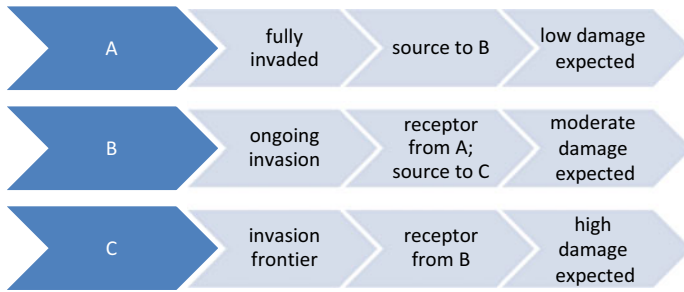 A
fully
invaded
source to B
low damage
expected
B
ongoing
invasion
receptor
from A;
source to C
moderate
damage
expected
C
invasion
frontier
receptor
from B
high
damage
expected